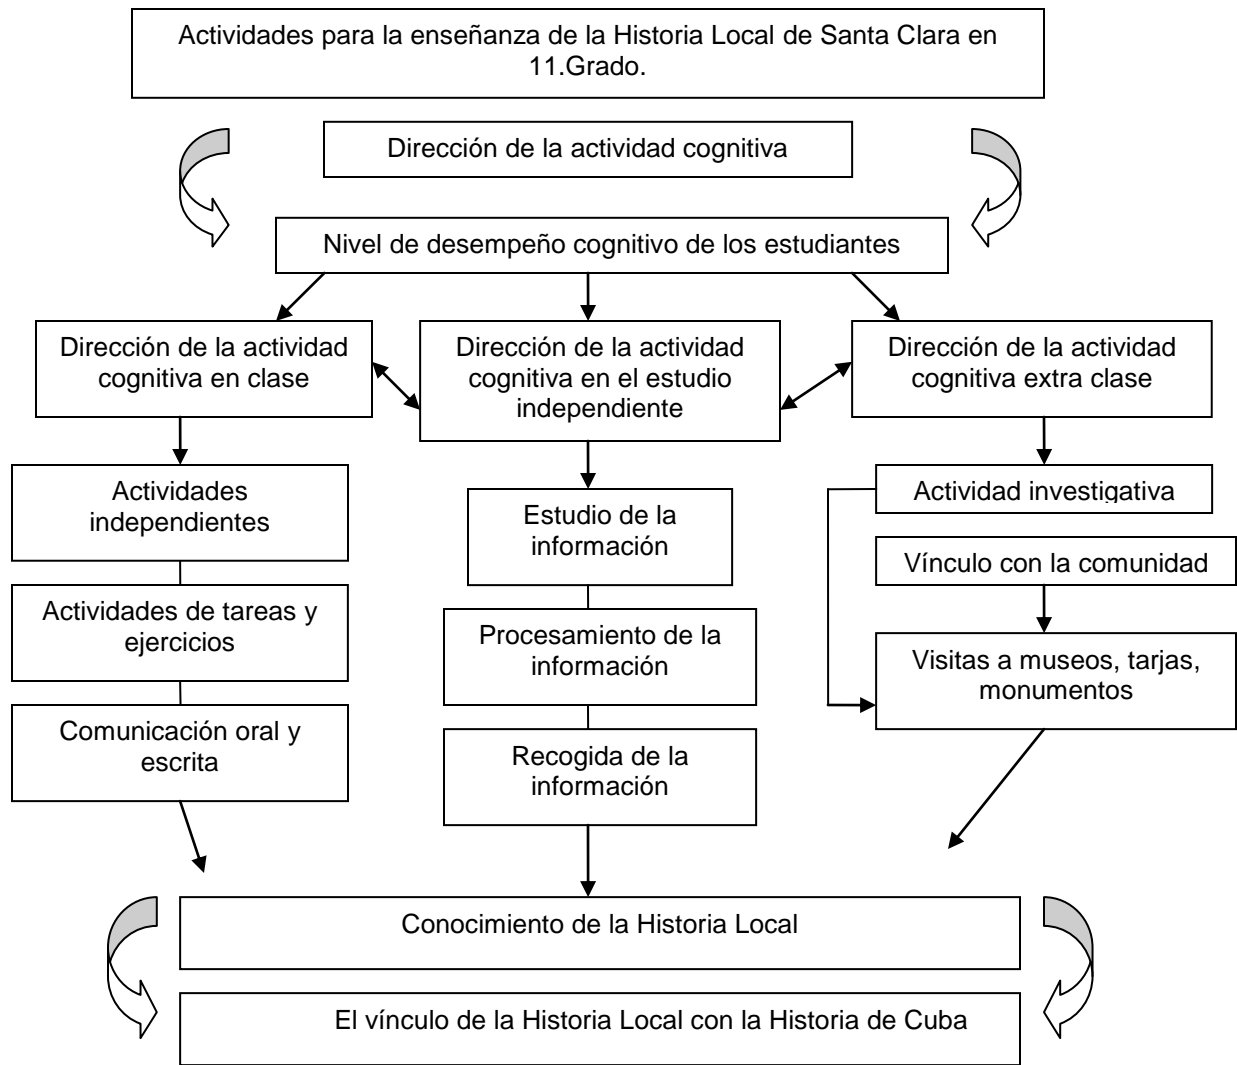 Actividades para la enseñanza de la Historia Local de Santa Clara en
11.Grado.
Dirección de la actividad cognitiva
Nivel de desempeño cognitivo de los estudiantes
Dirección de la actividad
cognitiva en clase
Dirección de la actividad
cognitiva en el estudio
independiente
Dirección de la actividad
cognitiva extra clase
Actividades
independientes
Actividades de tareas y
ejercicios
Comunicación oral y
escrita
Estudio de la
información
Procesamiento de la
información
Recogida de la
información
Actividad investigativa
Vínculo con la comunidad
Visitas a museos, tarjas,
monumentos
Conocimiento de la Historia Local
El vínculo de la Historia Local con la Historia de Cuba